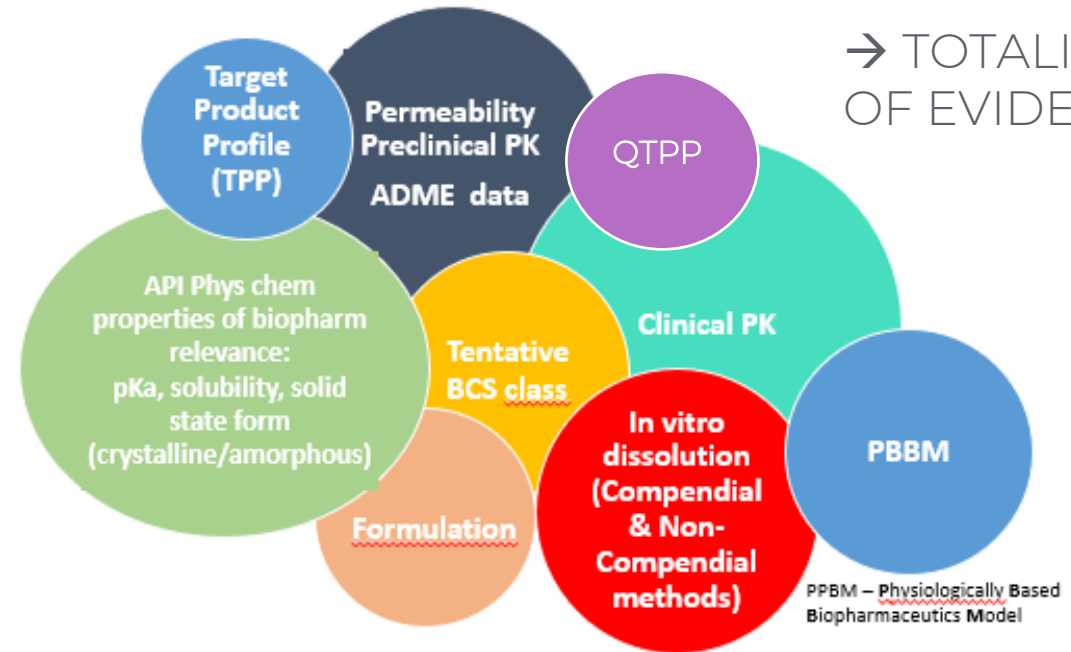 → TOTALI
OF EVIDE
Target
Product
Profile
(TPP)
Permeability
Preclinical PK
ADME data
QTPP
API Phys chem
properties of biopharm
relevance:
pKa, solubility, solid
state form
(crystalline/amorphous)
Tentative
BCS class
Clinical PK
Formulation
In vitro
dissolution
(Compendial
& Non-
Compendial
methods)
PBBM
PPBM – Physiologically Based
Biopharmaceutics Model